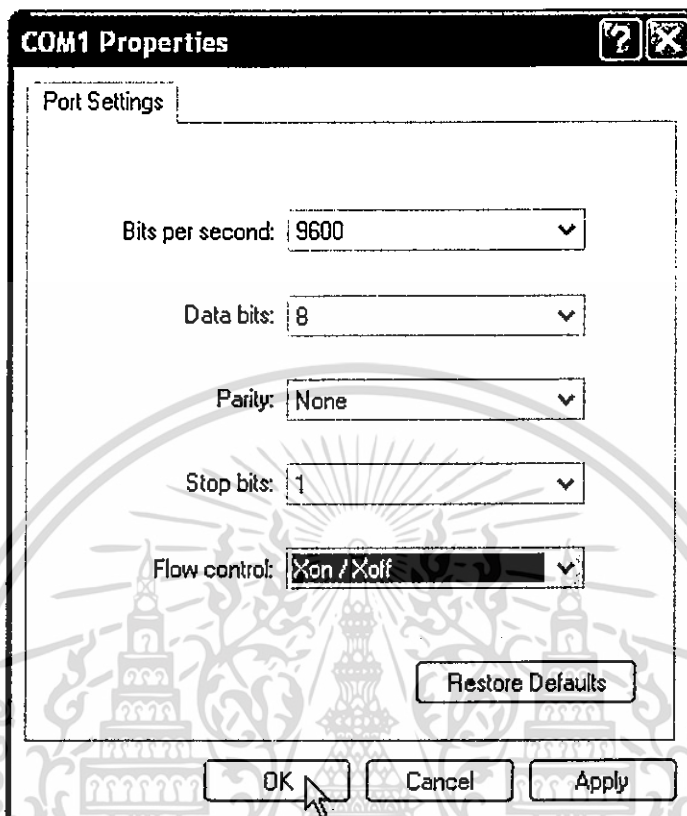 COM1 Properties
Port Settings
Bits per second: 9600
Data bits: 8
Parity: None
Stop bits: 1
Flow control: Xon / Xoff
Restore Defaults
OK Cancel Apply